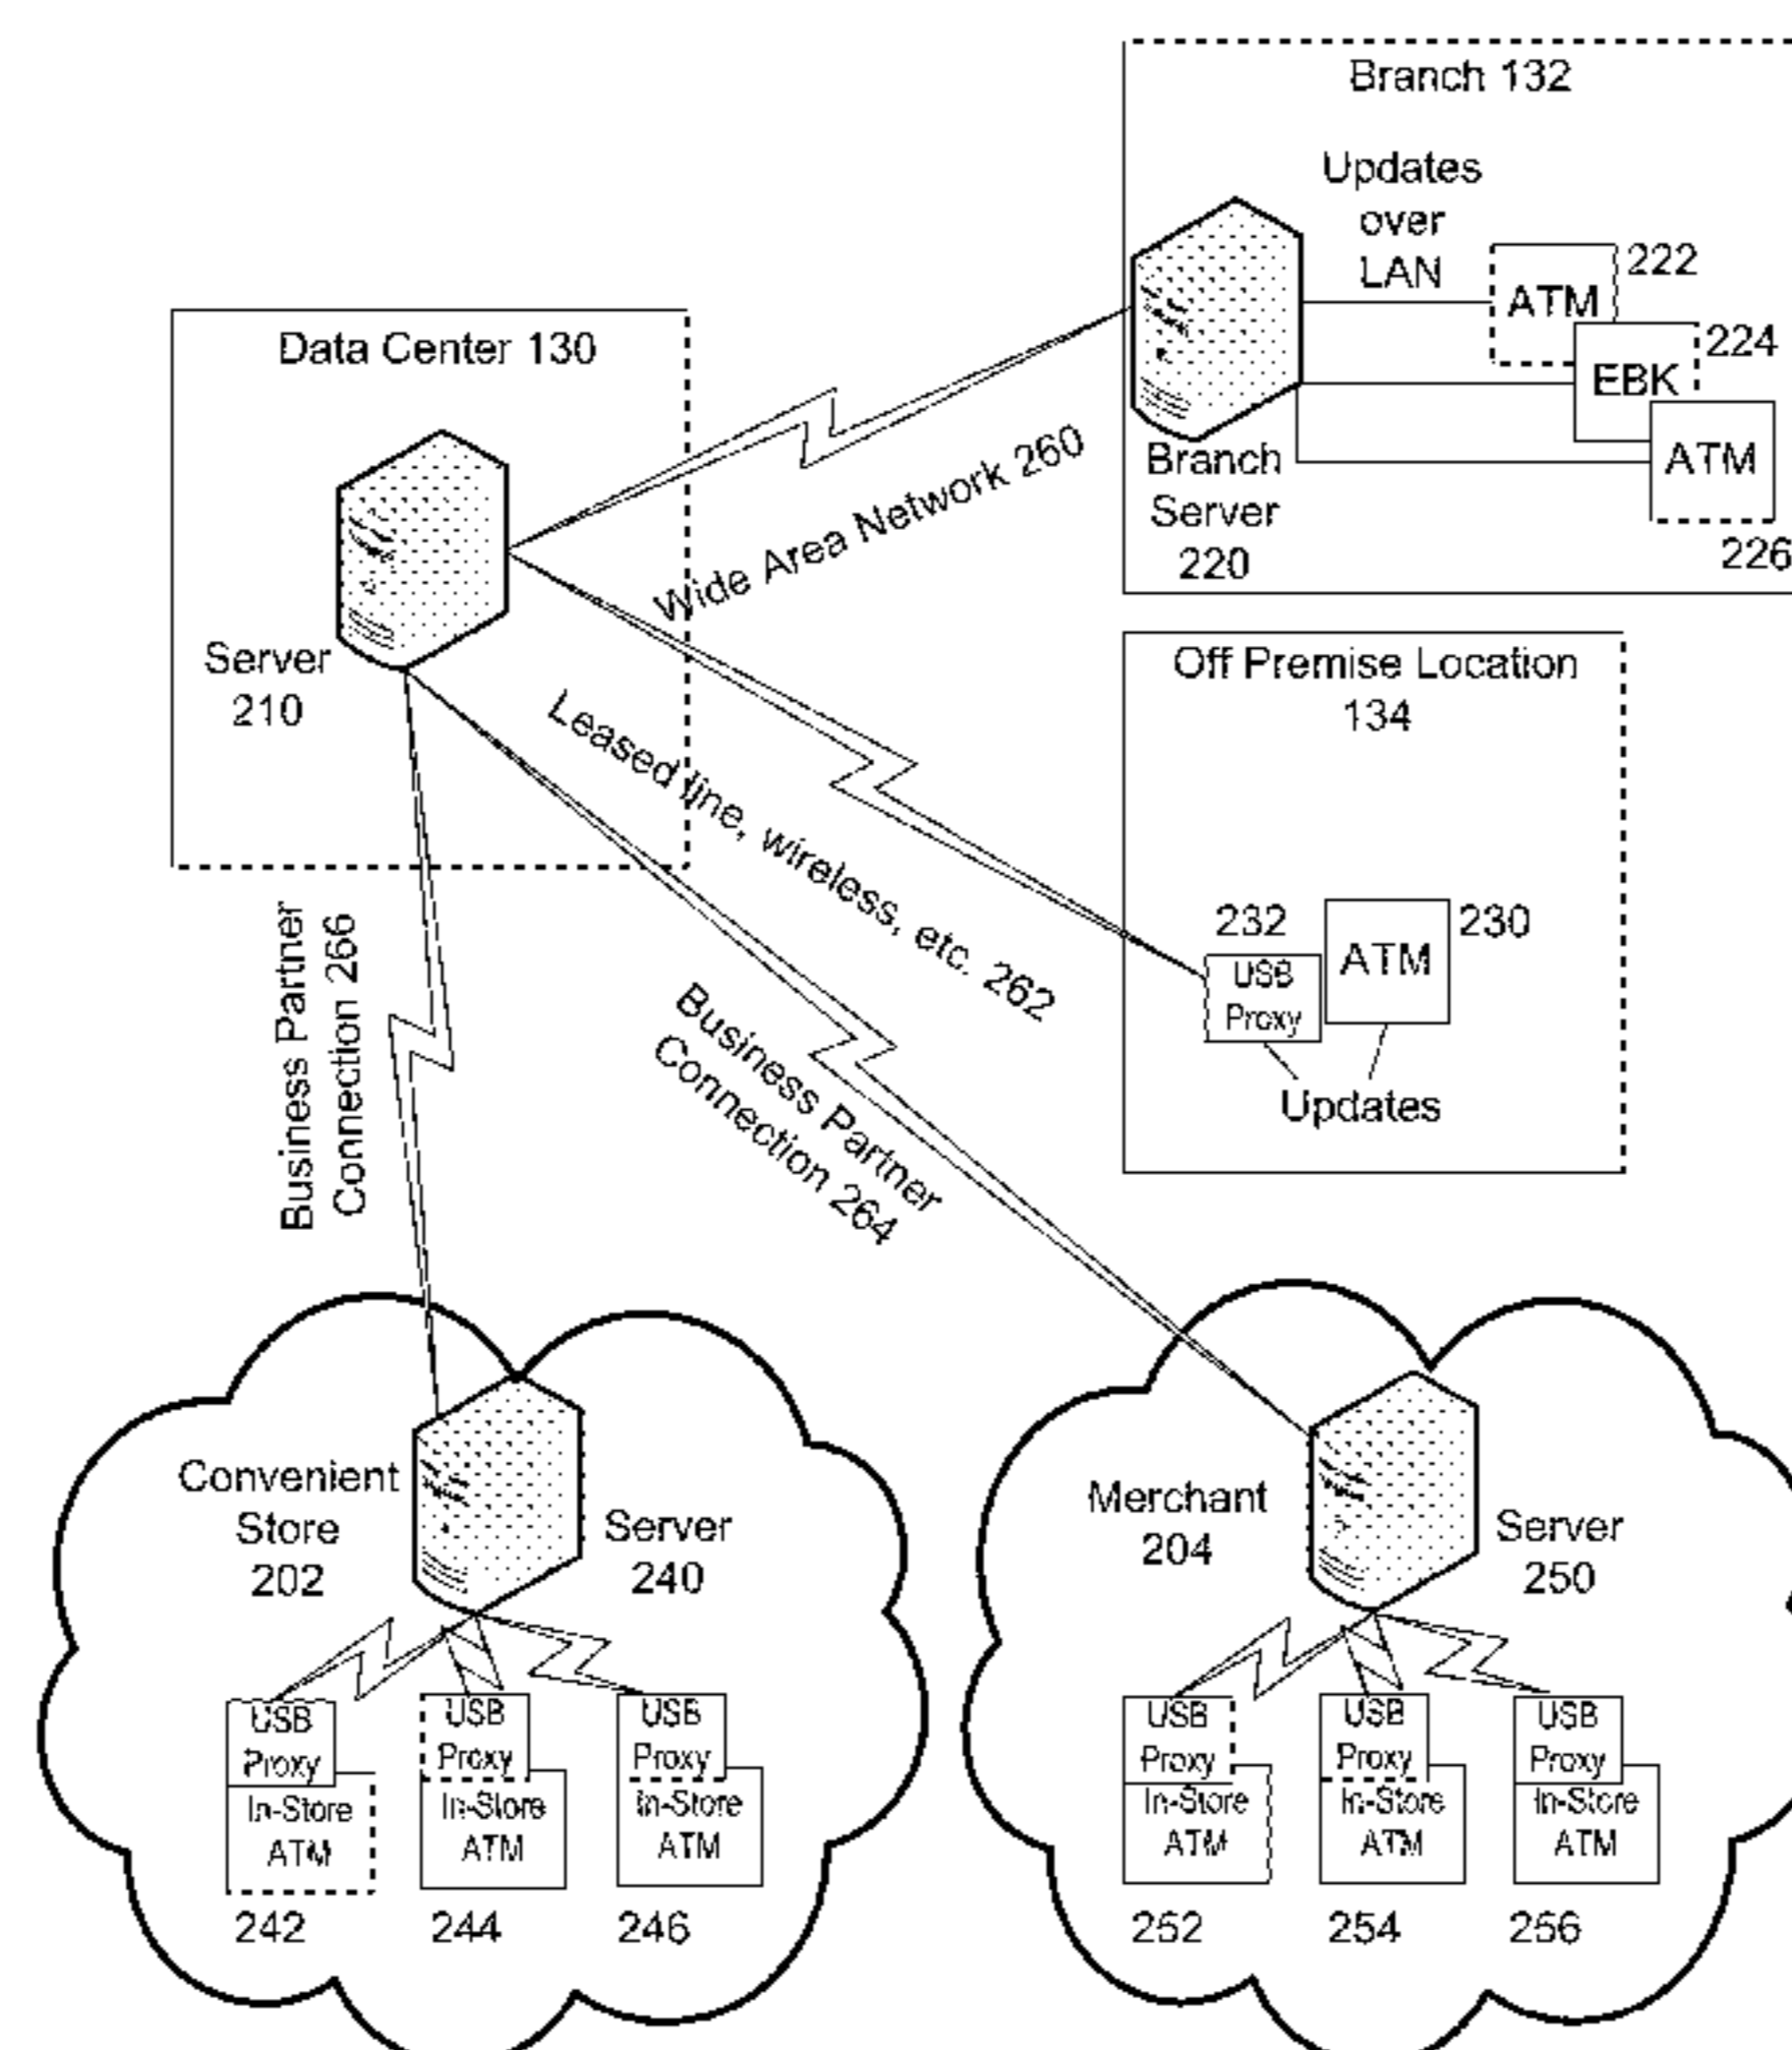 Branch 132
Updates
over
LAN
ATM
222
EBK
224
ATM
226
Branch
Server
220
Data Center 130
Server
210
Wide Area Network 260
Off Premise Location
134
232
USB
Proxy
ATM
230
Updates
Leased line, wireless, etc. 262
Business Partner
Connection 264
Business Partner
Connection 266
Convenient
Store
202
Server
240
USB
Proxy
In-Store
ATM
242
USB
Proxy
In-Store
ATM
244
USB
Proxy
In-Store
ATM
246
Merchant
204
Server
250
USB
Proxy
In-Store
ATM
252
USB
Proxy
In-Store
ATM
254
USB
Proxy
In-Store
ATM
256